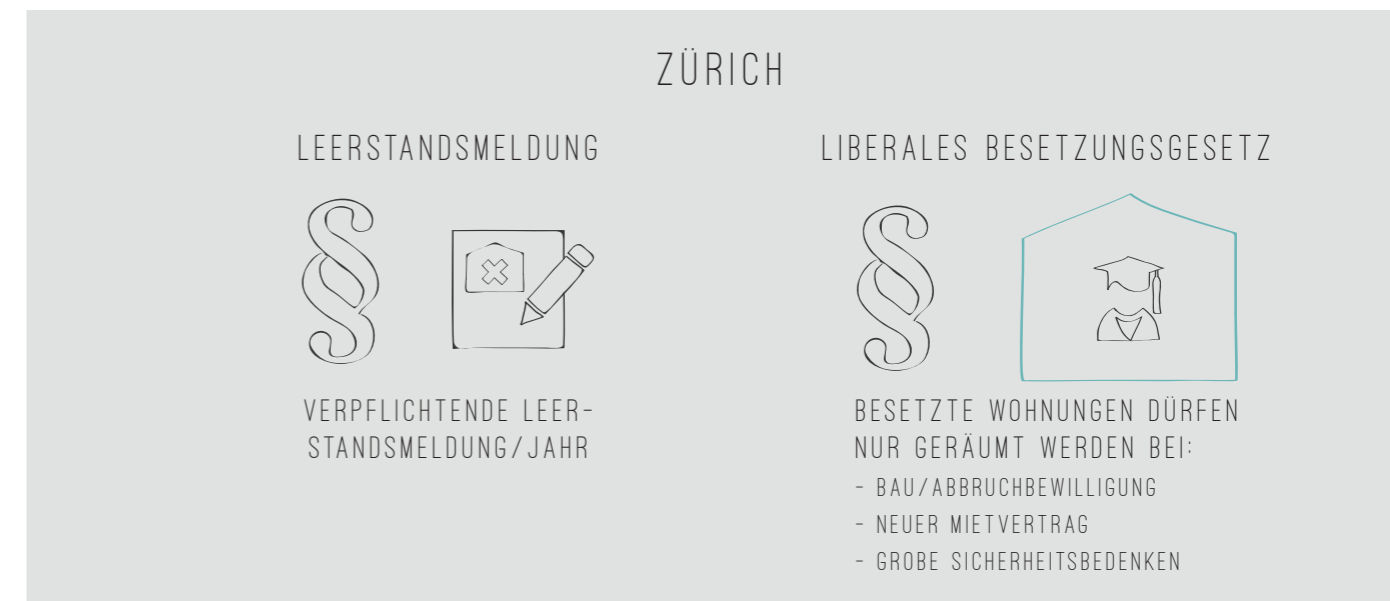 ZÜRICH
LEERSTANDSMELDUNG
§
VERPFLICHTENDE LEER-
STANDSMELDUNG/JAHR
LIBERALES BESETZUNGSGESETZ
§
BESETZTE WOHNUNGEN DÜRFEN
NUR GERÄUMT WERDEN BEI:
- BAU/ABBRUCHBEWILLIGUNG
- NEUER MIETVERTRAG
- GROBE SICHERHEITSBEDENKEN